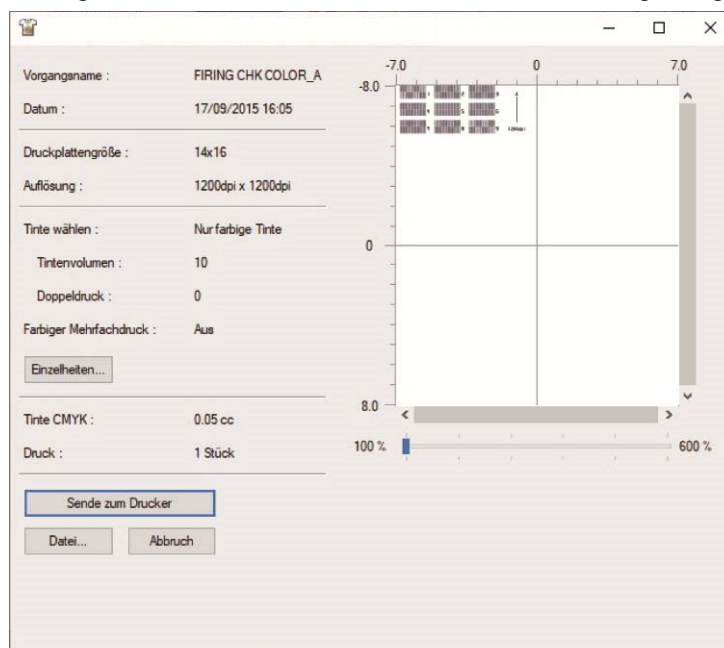 Vorgangsname : FIRING CHK COLOR_A
Datum : 17/09/2015 16:05
Druckplattengröße : 14x16
Auflösung : 1200dpi x 1200dpi
Tinte wählen : Nur farbige Tinte
Tintenvolumen : 10
Doppeldruck : 0
Farbiger Mehrfachdruck : Aus
Einzelheiten...
Tinte CMYK : 0.05 cc
Druck : 1 Stück
Sende zum Drucker
Datei... Abbruch
-7.0 0 7.0
-8.0
0
8.0
100 % 600 %